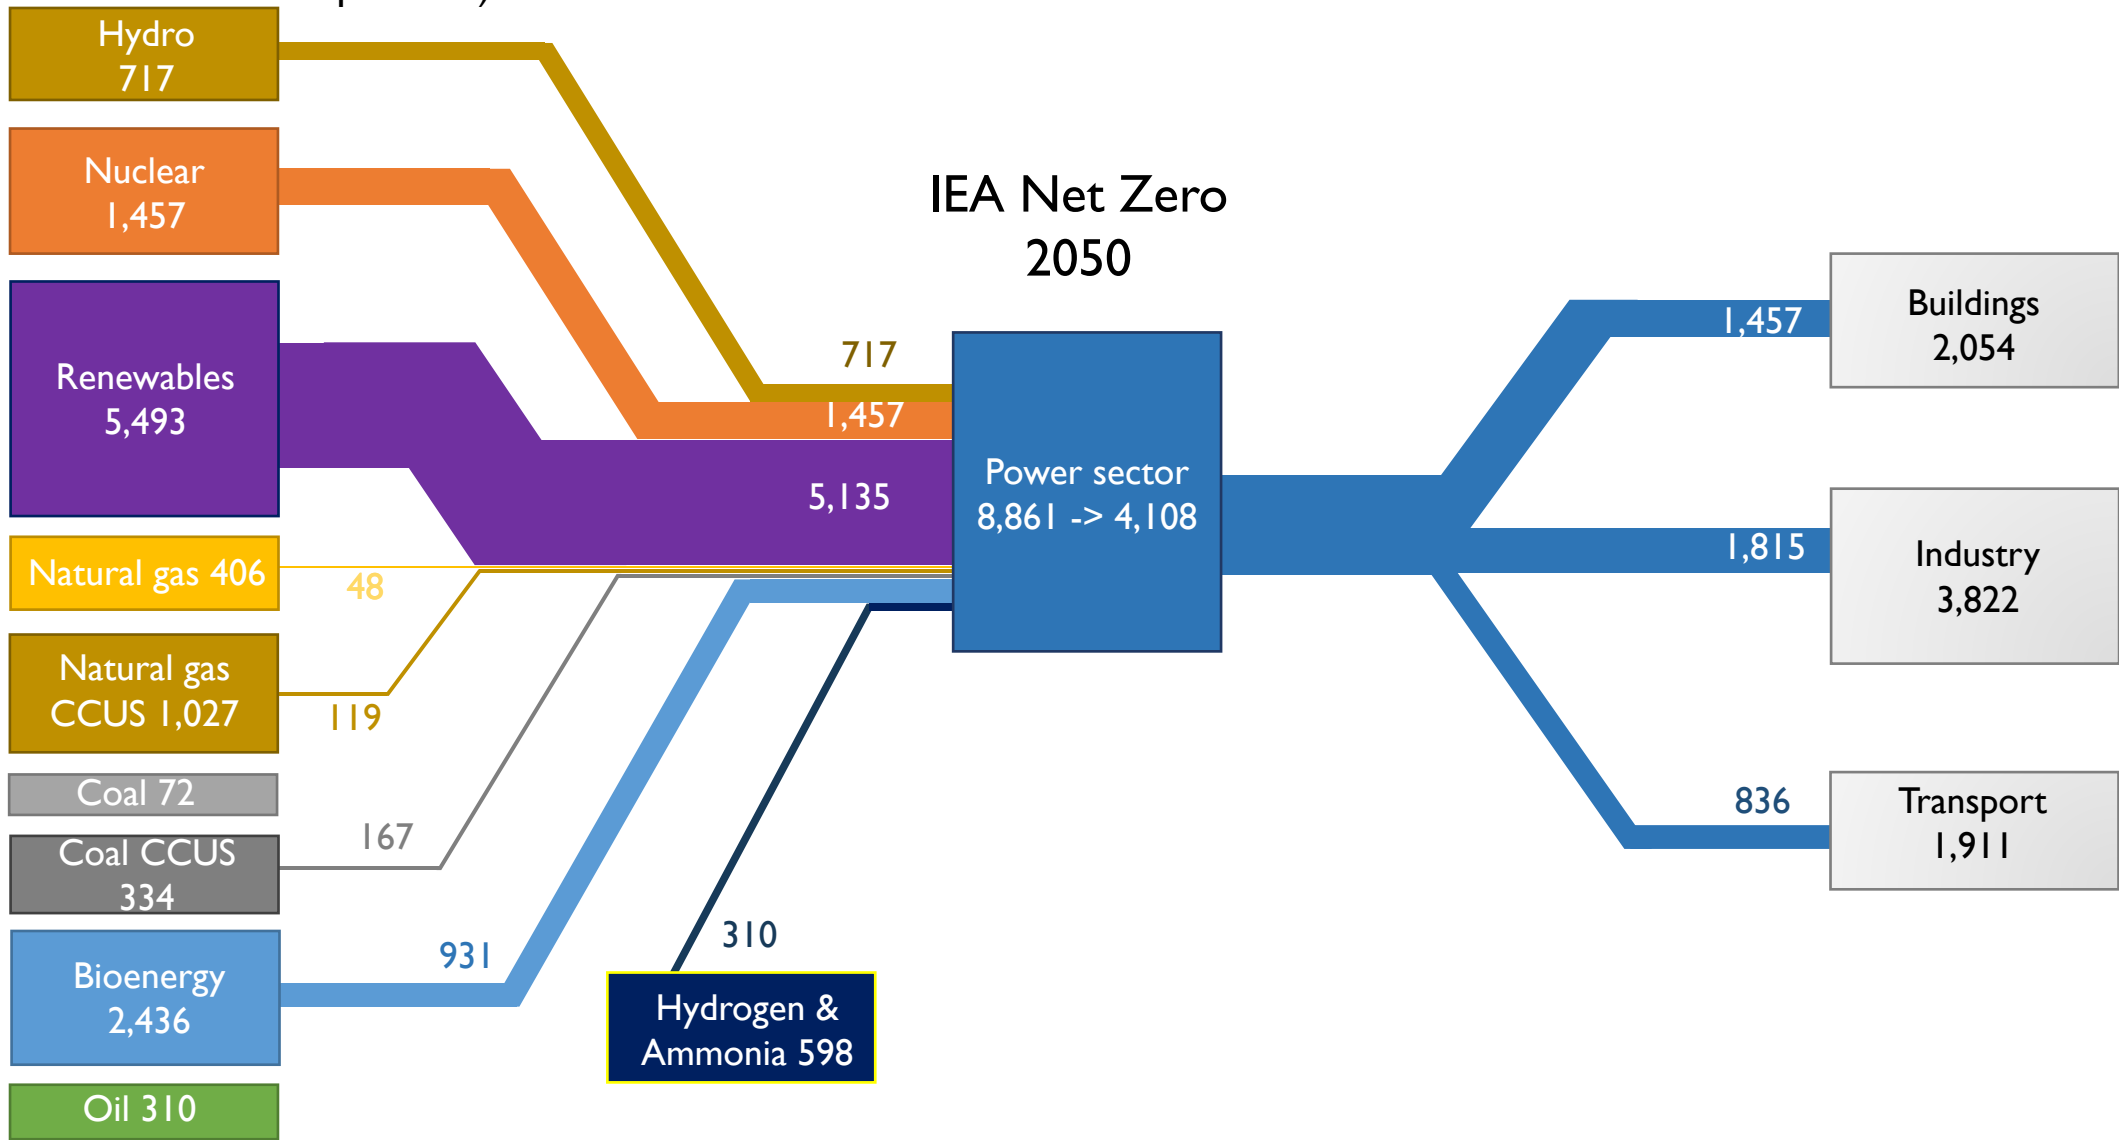 Hydro
717
Nuclear
1,457
IEA Net Zero
2050
Renewables
5,493
717
1,457
5,135
Power sector
8,861 -> 4,108
1,457
Buildings
2,054
1,815
Industry
3,822
836
Transport
1,911
Natural gas 406
48
Natural gas
CCUS 1,027
119
Coal 72
Coal CCUS
334
167
Bioenergy
2,436
931
310
Hydrogen &
Ammonia 598
Oil 310